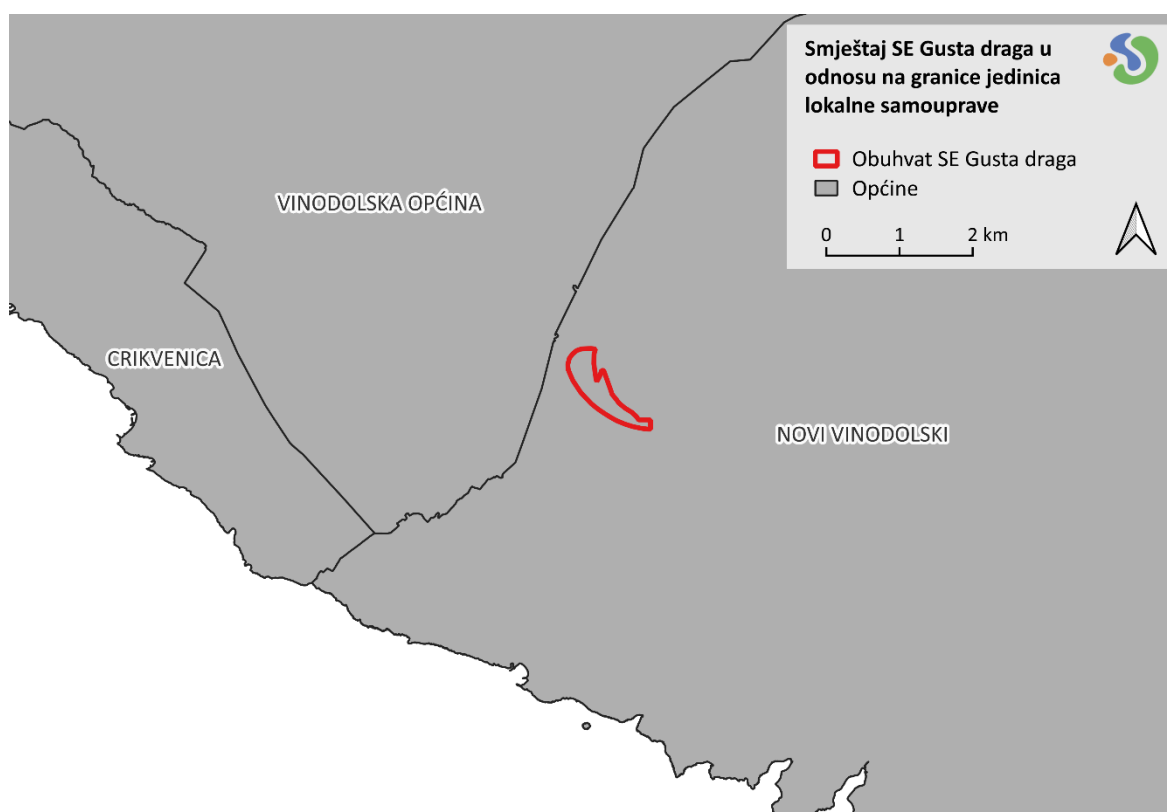 Smještaj SE Gusta draga u
odnosu na granice jedinica
lokalne samouprave
Obuhvat SE Gusta draga
Općine
0 1 2 km
VINODOLSKA OPĆINA
CRIKVENICA
NOVI VINODOLSKI